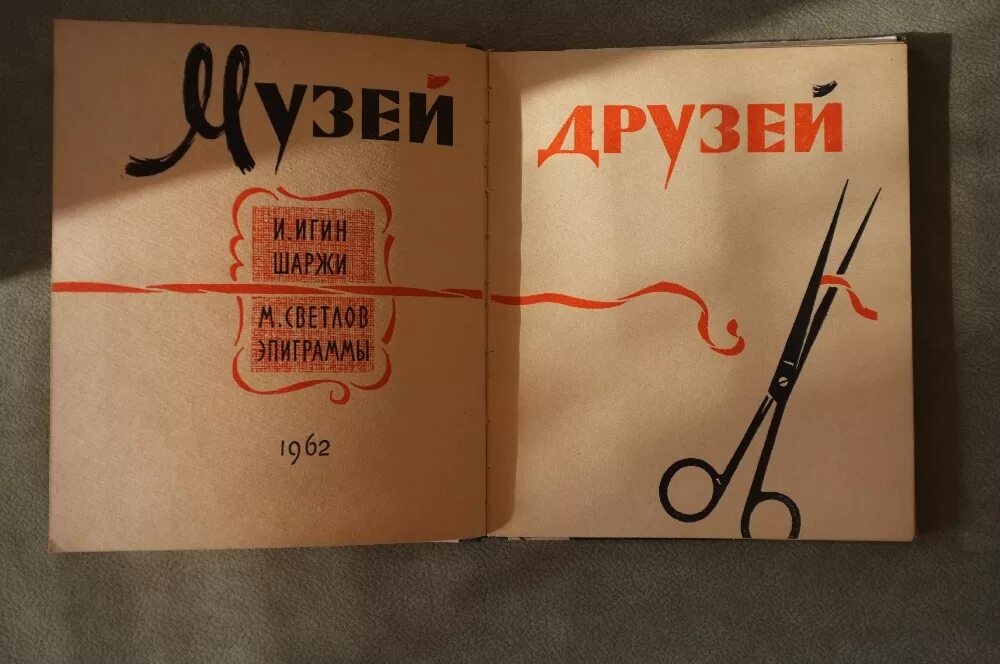 Музей
ДРУЗЕЙ
И. ИГИН
ШАРЖИ
М. СВЕТЛОВ
ЭПИГРАММЫ
1962